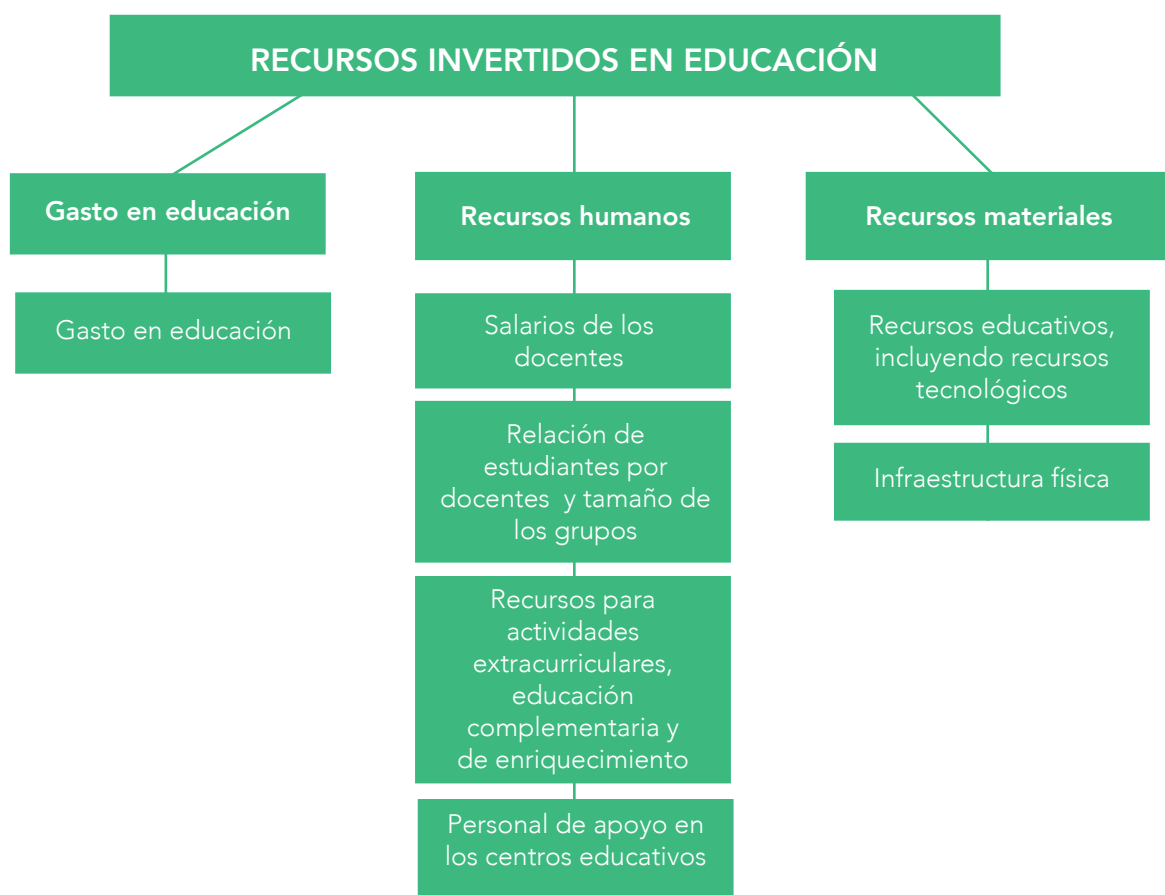 RECURSOS INVERTIDOS EN EDUCACIÓN
Gasto en educación
Gasto en educación
Recursos humanos
Salarios de los
docentes
Relación de
estudiantes por
docentes y tamaño de
los grupos
Recursos para
actividades
extracurriculares,
educación
complementaria y
de enriquecimiento
Personal de apoyo en
los centros educativos
Recursos materiales
Recursos educativos,
incluyendo recursos
tecnológicos
Infraestructura física